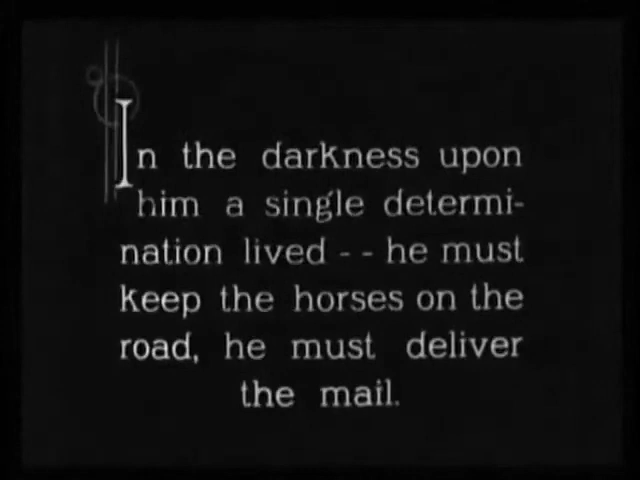 In the darkness upon
him a single determi-
nation lived -- he must
keep the horses on the
road, he must deliver
the mail.